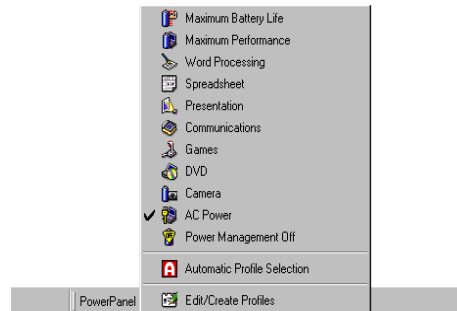 Maximum Battery Life
Maximum Performance
Word Processing
Spreadsheet
Presentation
Communications
Games
DVD
Camera
AC Power
Power Management Off
A Automatic Profile Selection
PowerPanel Edit/Create Profiles